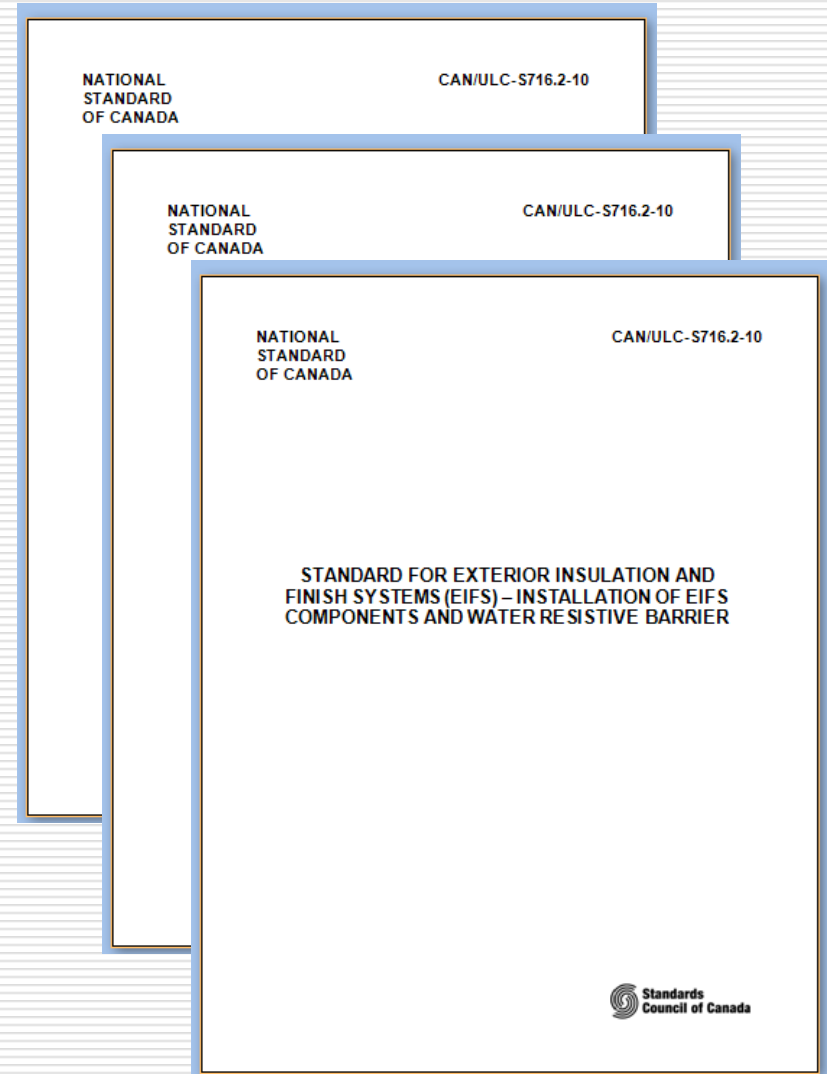 NATIONAL
STANDARD
OF CANADA
CAN/ULC-S716.2-10
NATIONAL
STANDARD
OF CANADA
CAN/ULC-S716.2-10
NATIONAL
STANDARD
OF CANADA
CAN/ULC-S716.2-10
STANDARD FOR EXTERIOR INSULATION AND
FINISH SYSTEMS (EIFS) – INSTALLATION OF EIFS
COMPONENTS AND WATER RESISTIVE BARRIER
Standards
Council of Canada